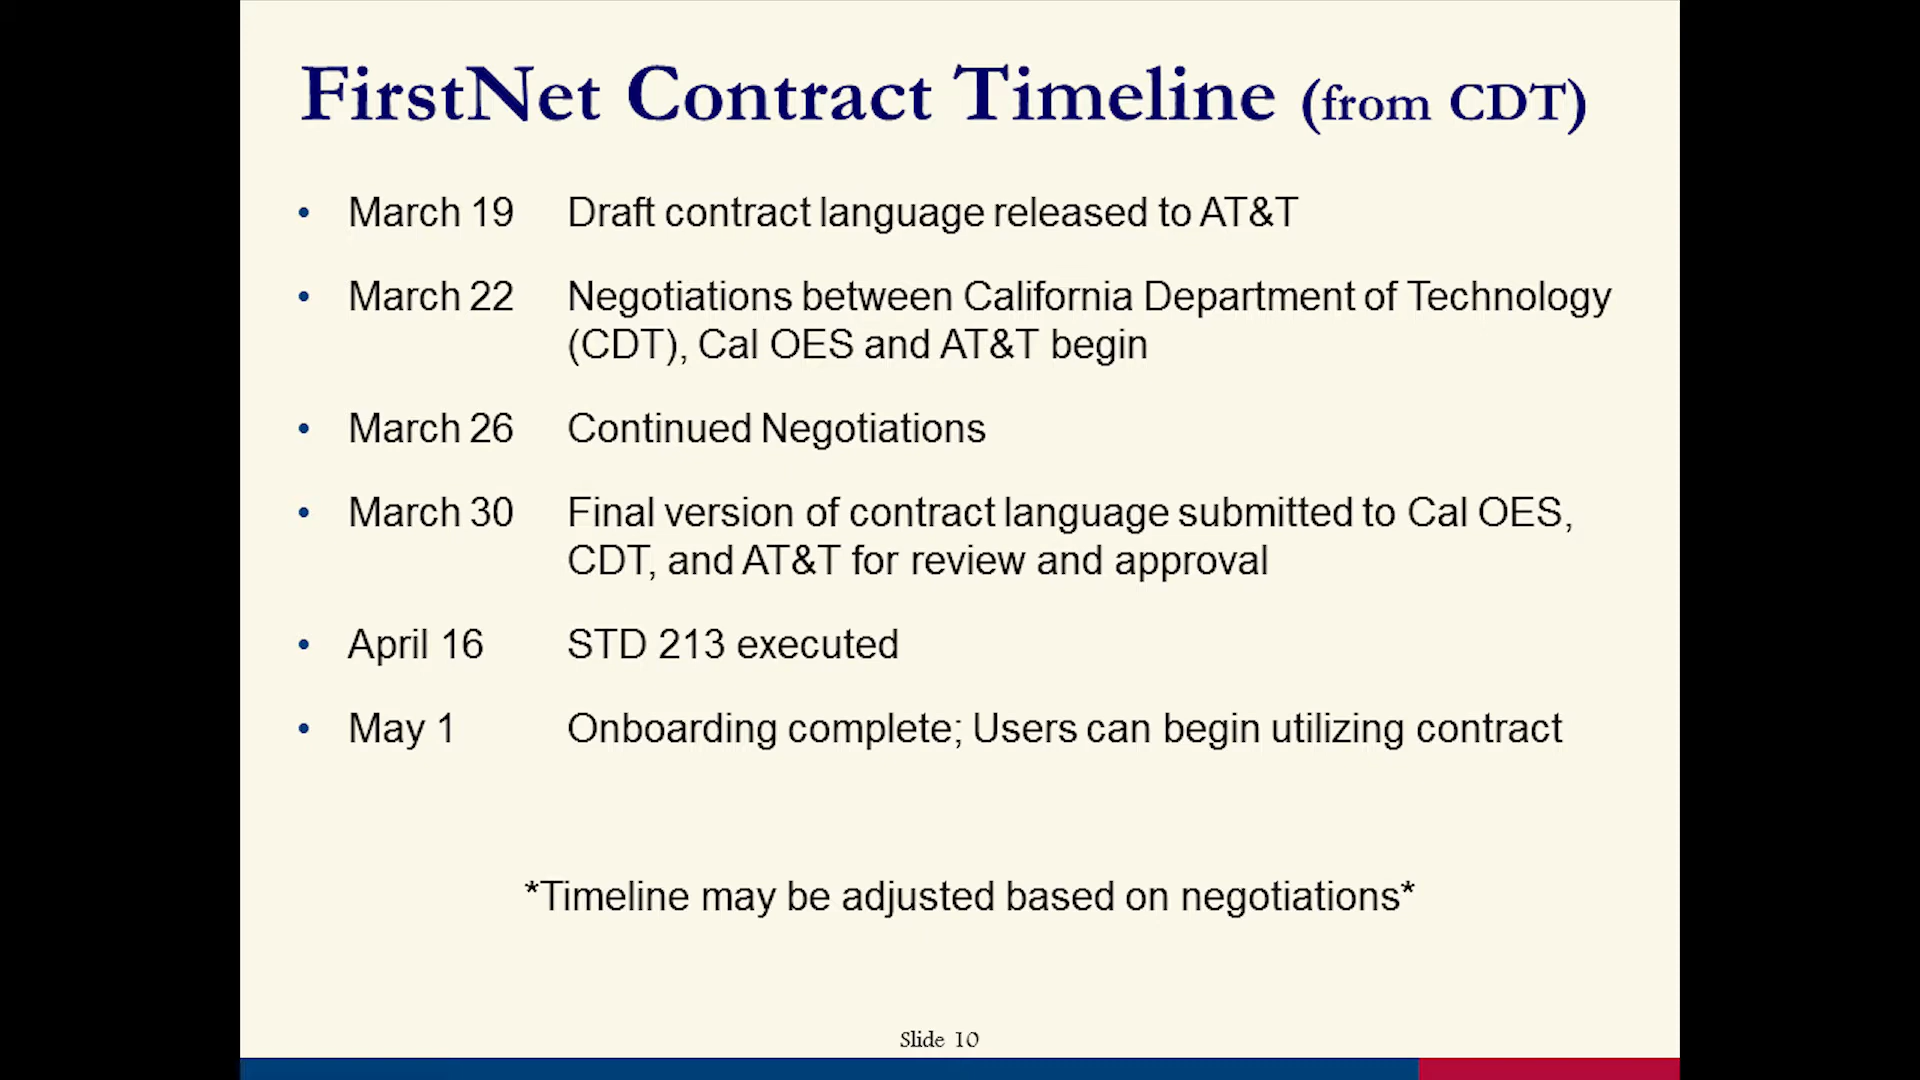 FirstNet Contract Timeline (from CDT)
• March 19 Draft contract language released to AT&T
• March 22 Negotiations between California Department of Technology
(CDT), Cal OES and AT&T begin
• March 26 Continued Negotiations
• March 30 Final version of contract language submitted to Cal OES,
CDT, and AT&T for review and approval
• April 16 STD 213 executed
• May 1 Onboarding complete; Users can begin utilizing contract
*Timeline may be adjusted based on negotiations*
Slide 10